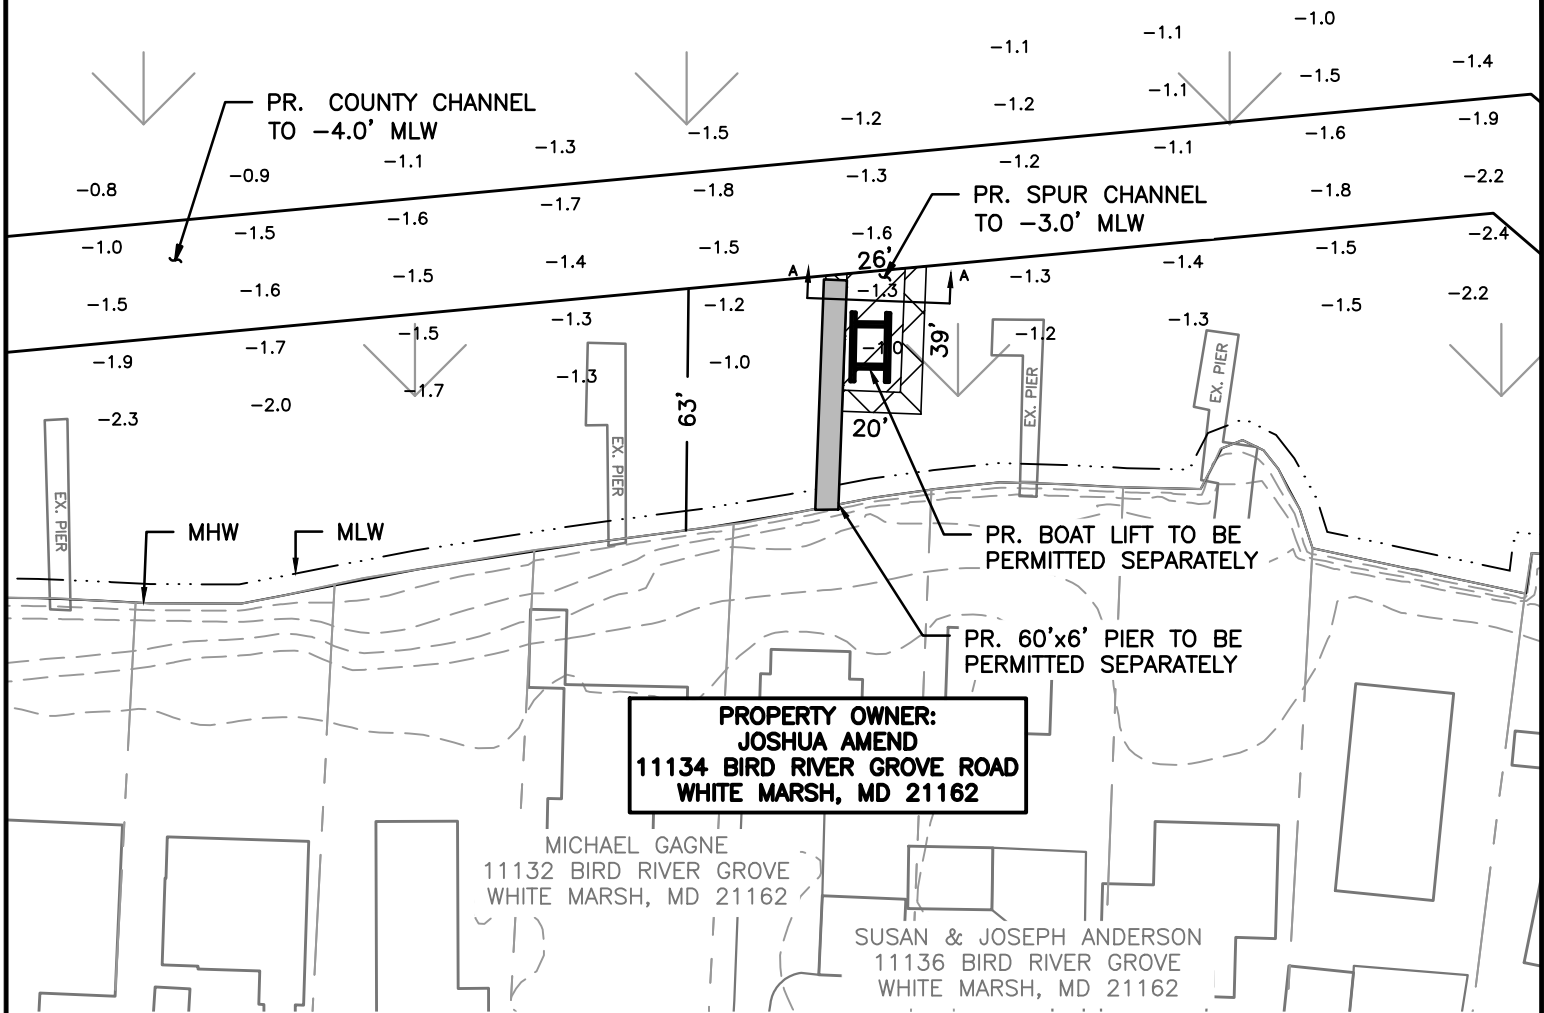 -1.0
-1.1
-1.1
-1.4
-1.5
-1.1
PR. COUNTY CHANNEL
TO -4.0' MLW
-1.2
-1.2
-1.9
-1.5
-1.6
-1.3
-1.1
-1.1
-1.2
-0.9
-1.3
-2.2
-0.8
-1.8
-1.8
PR. SPUR CHANNEL
TO -3.0' MLW
-1.7
-1.6
-1.5
-1.6
-2.4
-1.0
-1.5
-1.5
26'
-1.4
-1.4
A
A
-1.5
-1.3
-1.6
-1.3
-2.2
-1.5
-1.2
-1.5
-1.3
-1.3
-1.5
-1.2
39'
-1.7
-1.0
-1.0
-1.9
-1.3
-1.7
EX. PIER
EX. PIER
-2.0
63'
-2.3
20'
EX. PIER
EX. PIER
MHW
MLW
PR. BOAT LIFT TO BE
PERMITTED SEPARATELY
PR. 60'x6' PIER TO BE
PERMITTED SEPARATELY
PROPERTY OWNER:
JOSHUA AMEND
11134 BIRD RIVER GROVE ROAD
WHITE MARSH, MD 21162
MICHAEL GAGNE
11132 BIRD RIVER GROVE
WHITE MARSH, MD 21162
SUSAN & JOSEPH ANDERSON
11136 BIRD RIVER GROVE
WHITE MARSH, MD 21162
EX. PIER